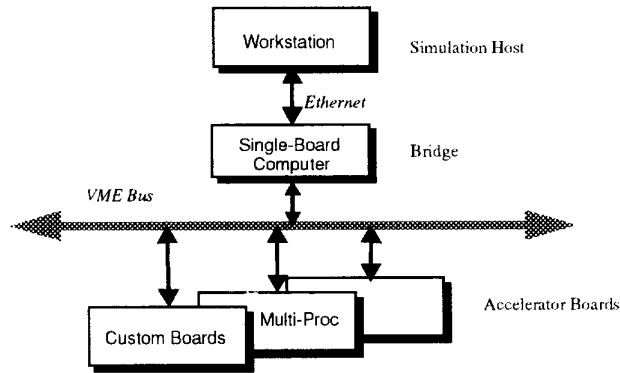 Workstation
Simulation Host
Ethernet
Single-Board
Computer
Bridge
VME Bus
Accelerator Boards
Multi-Proc
Custom Boards